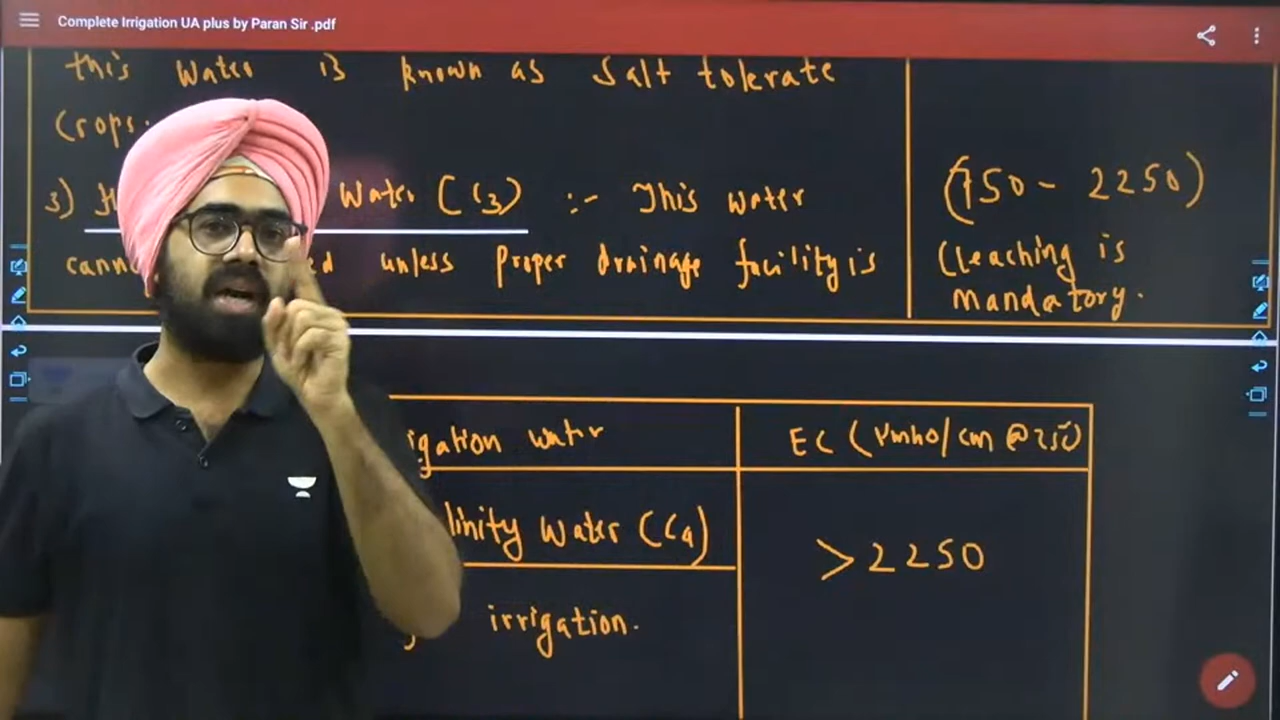 Complete Irrigation UA plus by Paran Sir .pdf
this water is known as salt tolerate
crops.
3) Water (C3) :- This water
(750 - 2250)
unless proper drainage facility is
(leaching is
mandatory.
water
EC (μmho/cm @25°)
Water (C4)
>2250
irrigation.